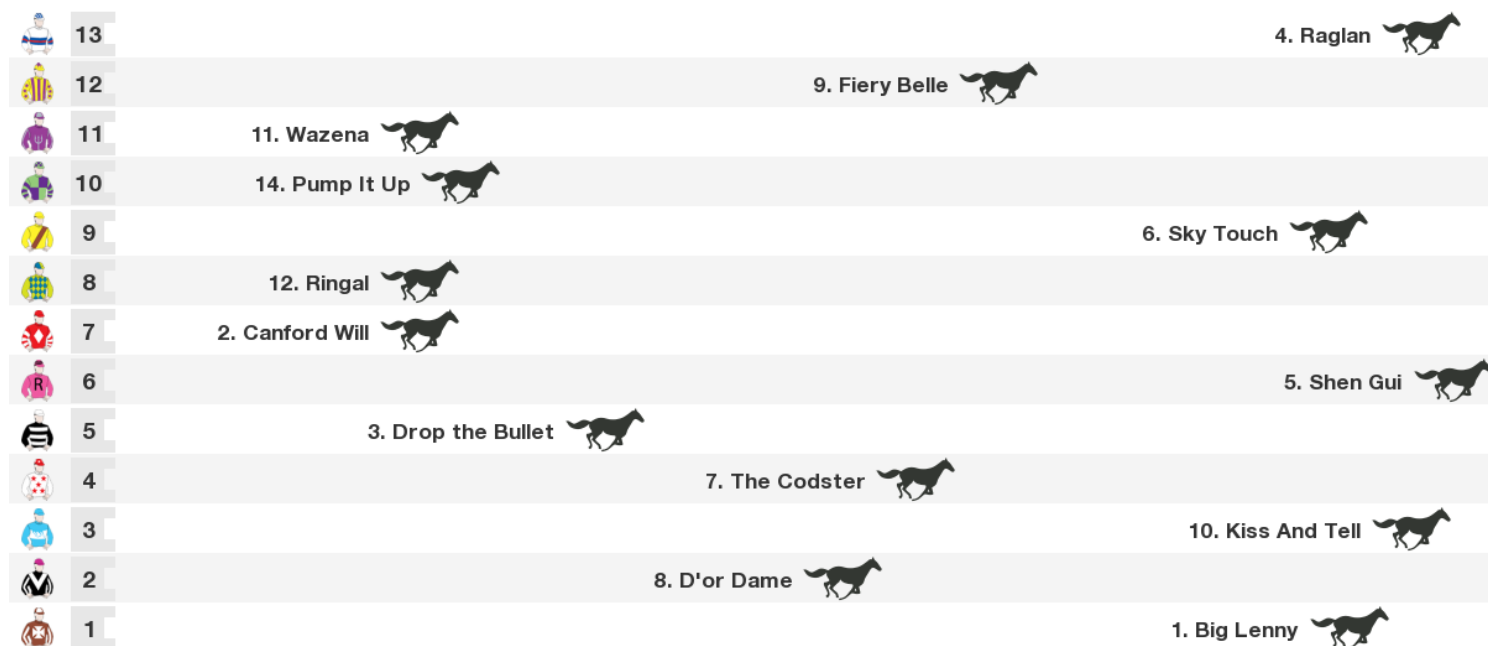 13 4. Raglan
12 9. Fiery Belle
11 11. Wazena
10 14. Pump It Up
9 6. Sky Touch
8 12. Ringal
7 2. Canford Will
R 6 5. Shen Gui
5 3. Drop the Bullet
4 7. The Codster
3 10. Kiss And Tell
2 8. D'or Dame
1 1. Big Lenny